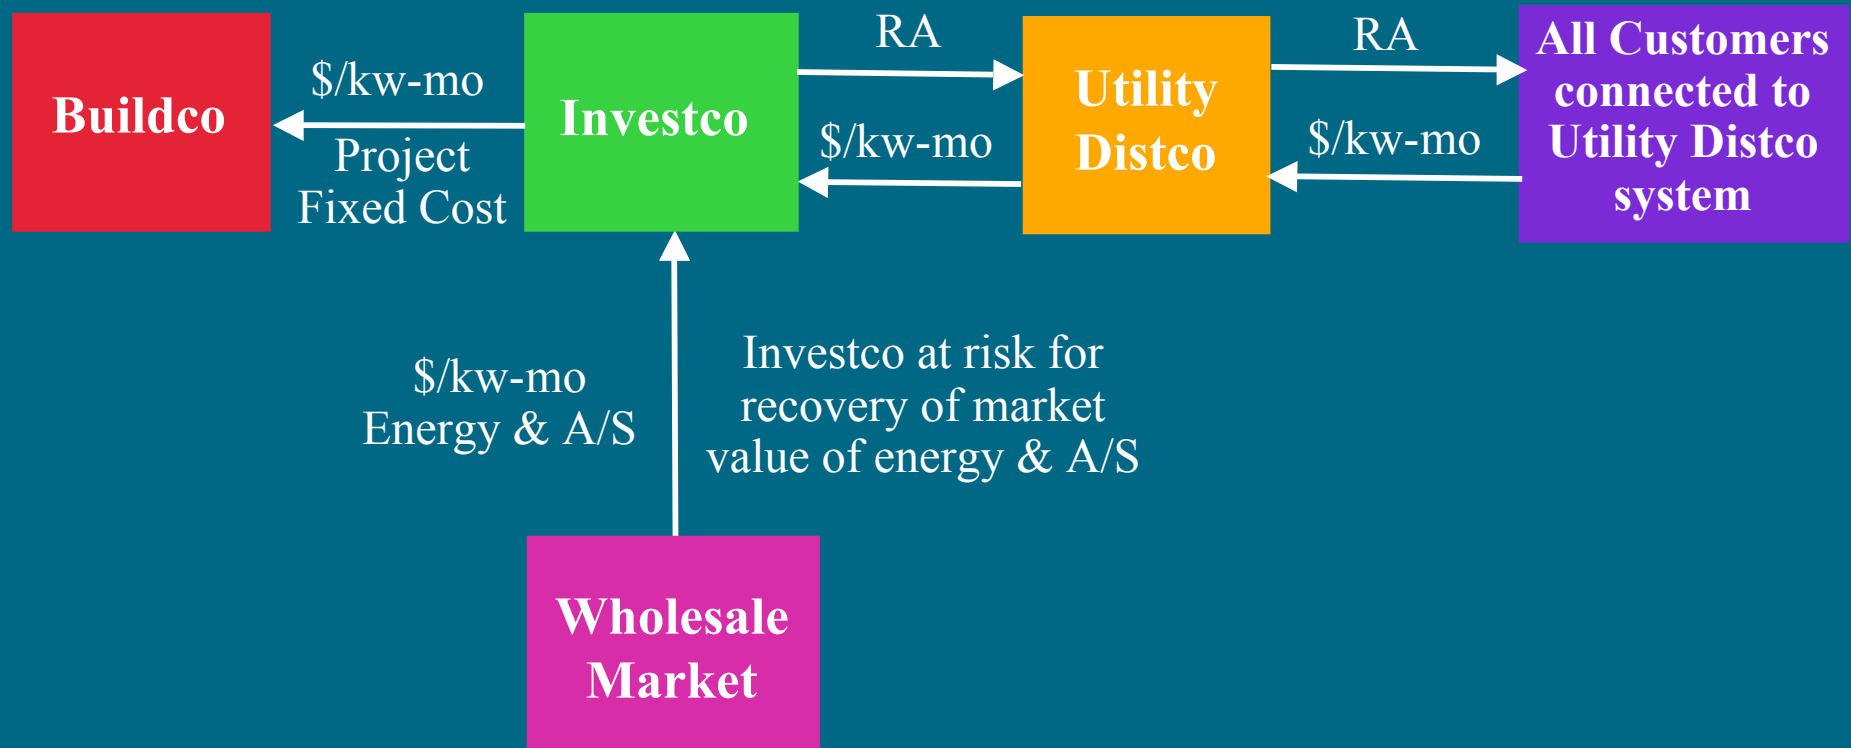 Buildco
$/kw-mo
Project
Fixed Cost
Investco
RA
$/kw-mo
Utility
Distco
RA
$/kw-mo
All Customers
connected to
Utility Distco
system
$/kw-mo
Energy & A/S
Investco at risk for
recovery of market
value of energy & A/S
Wholesale
Market